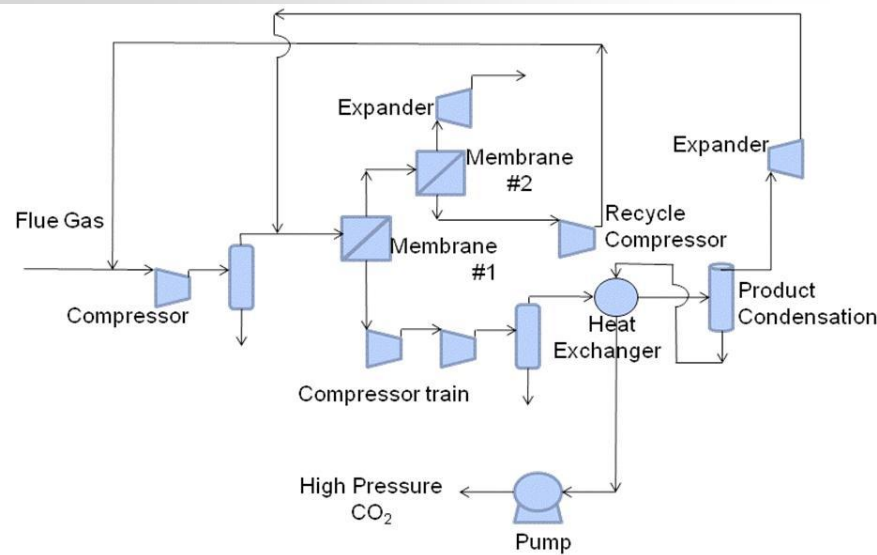 Expander
Expander
Membrane
#2
Flue Gas
Recycle
Compressor
Membrane
#1
Compressor
Product
Condensation
Heat
Exchanger
Compressor train
High Pressure
CO₂
Pump